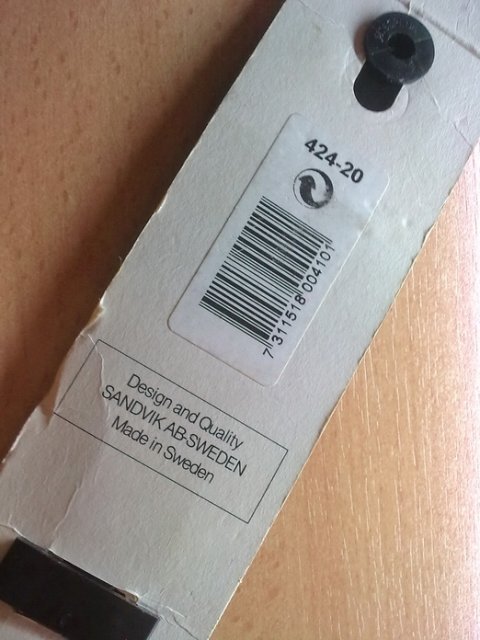 424-20
7 311518 004101
Design and Quality
SANDVIK AB-SWEDEN
Made in Sweden